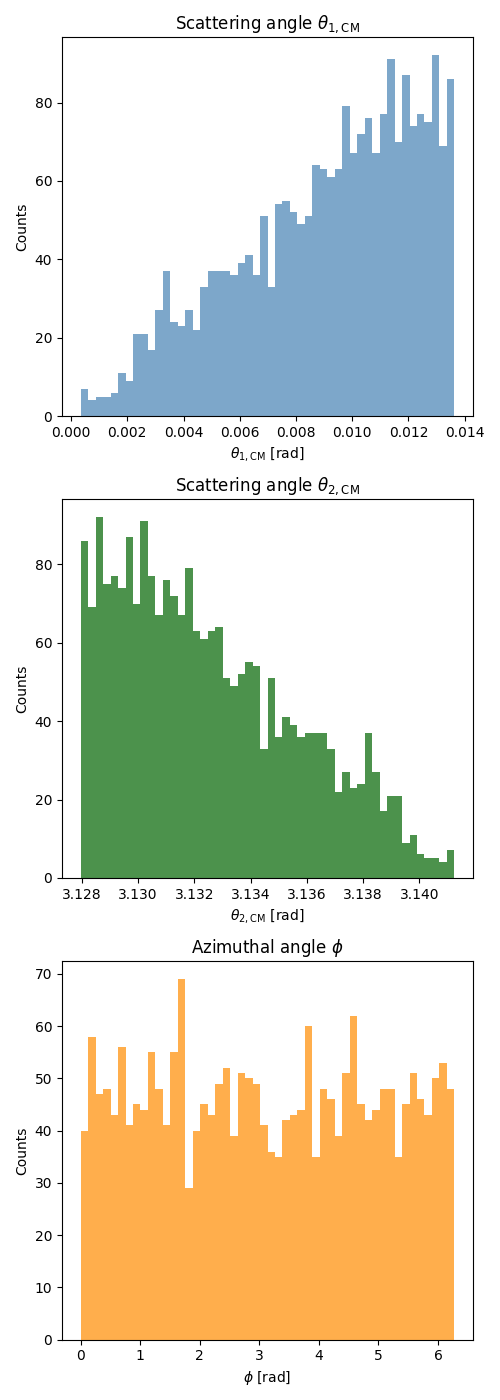 Scattering angle θ1, CM
80
60
40
20
0
Counts
0.000 0.002 0.004 0.006 0.008 0.010 0.012 0.014
θ1, CM [rad]
Scattering angle θ2, CM
80
60
40
20
0
Counts
3.128 3.130 3.132 3.134 3.136 3.138 3.140
θ2, CM [rad]
Azimuthal angle ϕ
70
60
50
40
30
20
10
0
Counts
0 1 2 3 4 5 6
ϕ [rad]